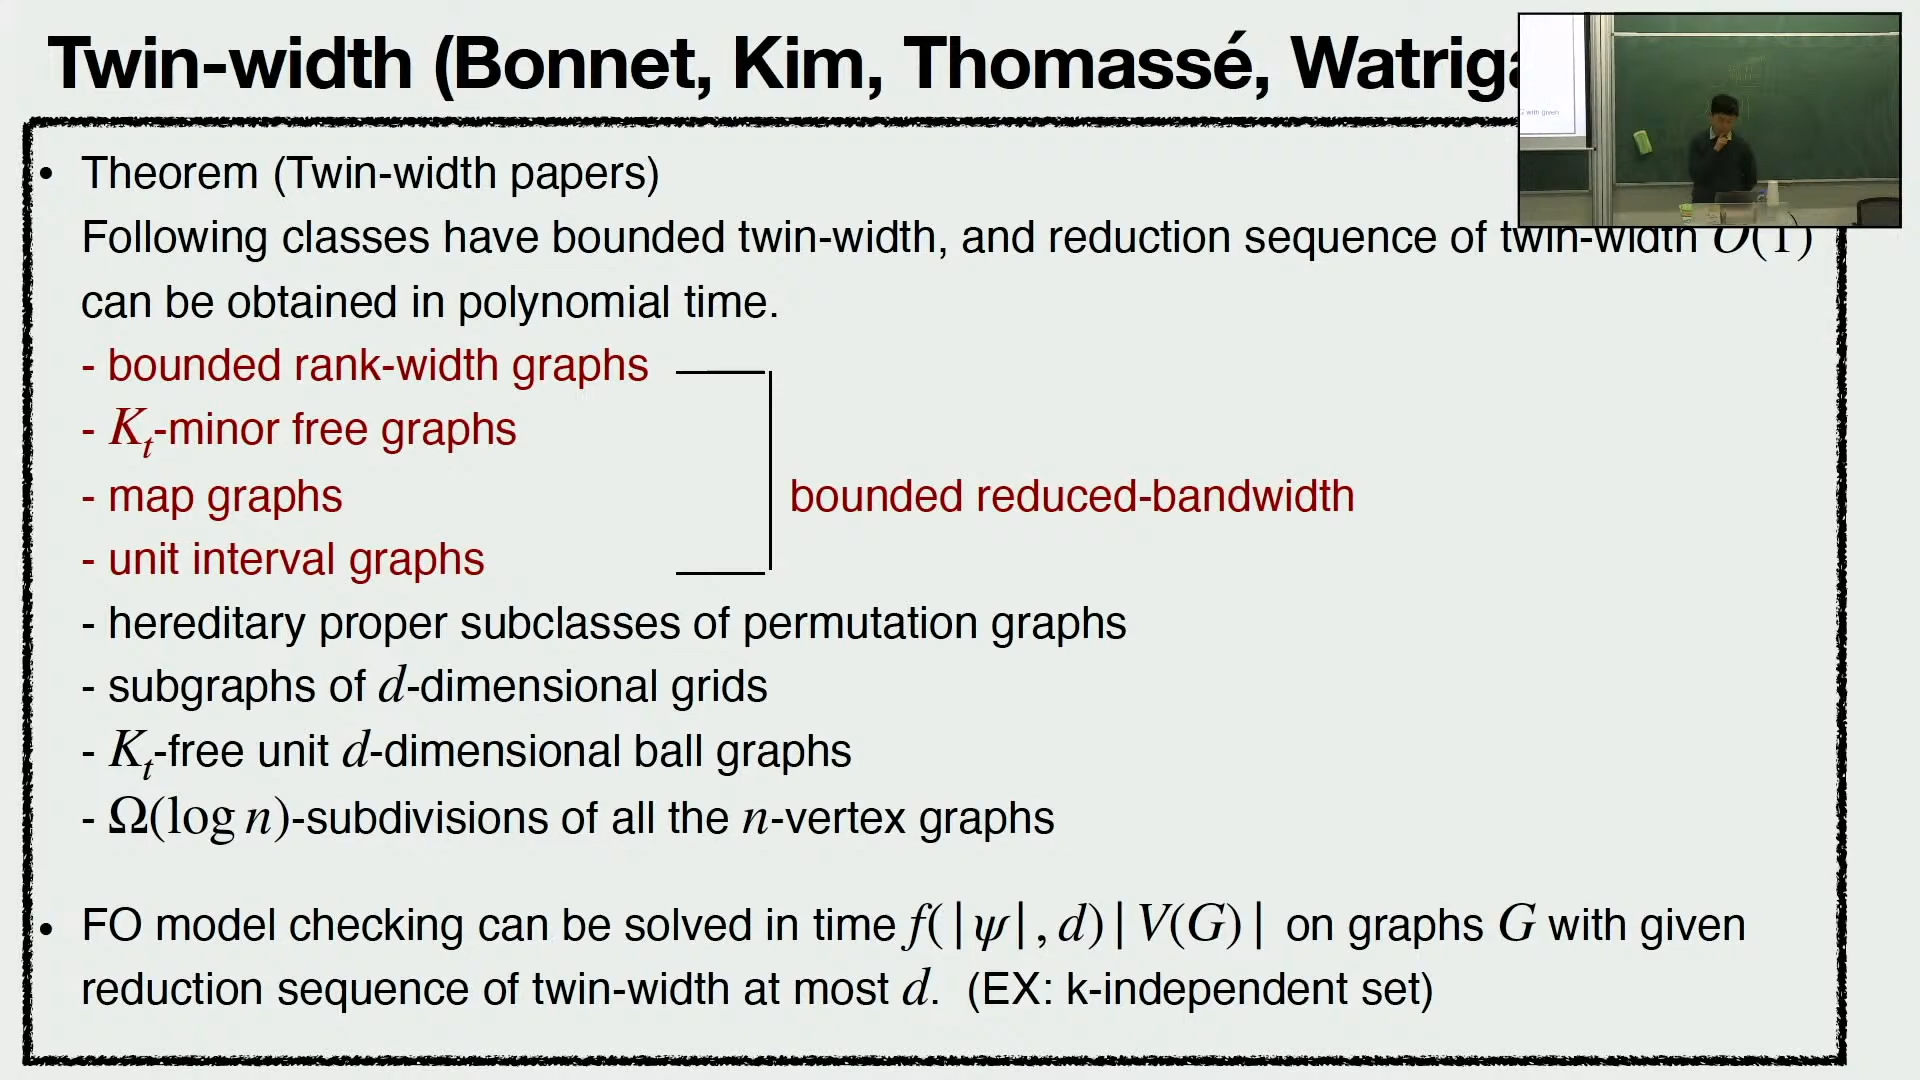 Twin-width (Bonnet, Kim, Thomassé, Watriga
• Theorem (Twin-width papers)
Following classes have bounded twin-width, and reduction sequence of twin-width O(1)
can be obtained in polynomial time.
- bounded rank-width graphs
- K_t-minor free graphs
- map graphs
bounded reduced-bandwidth
- unit interval graphs
- hereditary proper subclasses of permutation graphs
- subgraphs of d-dimensional grids
- K_t-free unit d-dimensional ball graphs
- Ω(log n)-subdivisions of all the n-vertex graphs
• FO model checking can be solved in time f(|ψ|, d)|V(G)| on graphs G with given
reduction sequence of twin-width at most d. (EX: k-independent set)
with given